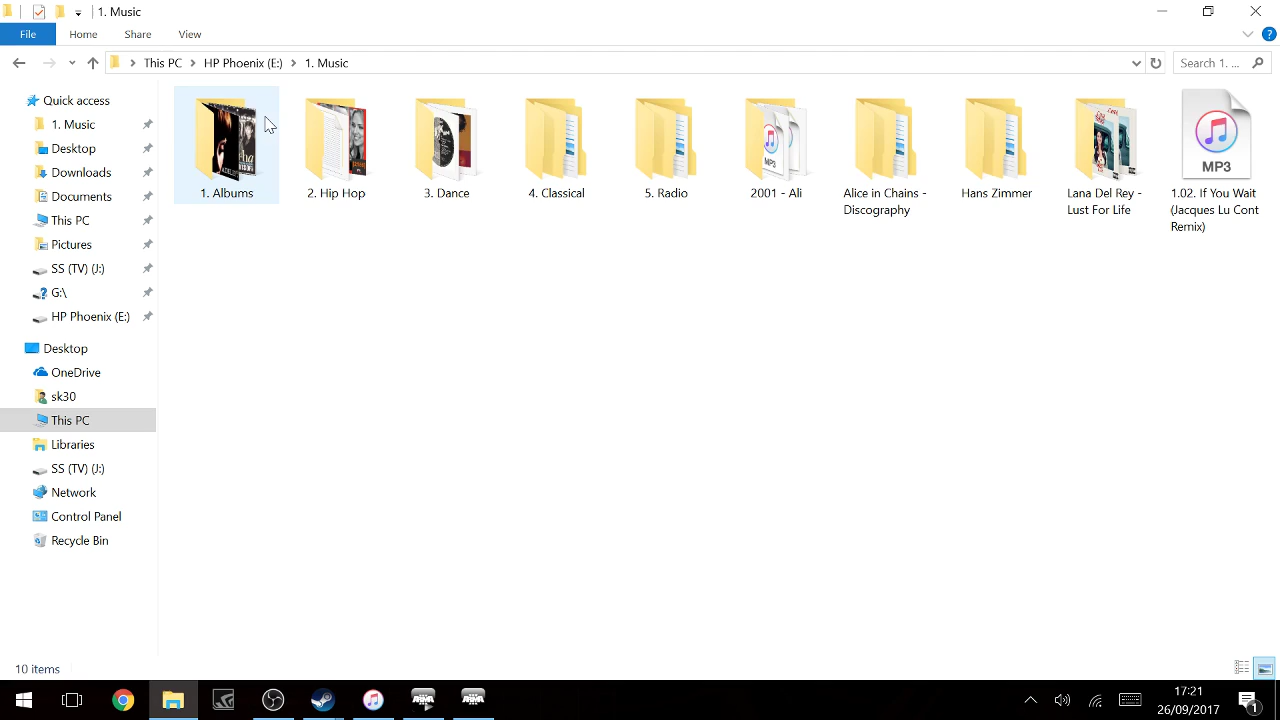 1. Music
File Home Share View
This PC HP Phoenix (E:) 1. Music
Search 1. ...
Quick access
1. Music
Desktop
Downloads
Documents
This PC
Pictures
SS (TV) (J:)
G:\
HP Phoenix (E:)
Desktop
OneDrive
sk30
This PC
Libraries
SS (TV) (J:)
Network
Control Panel
Recycle Bin
1. Albums
2. Hip Hop
3. Dance
4. Classical
5. Radio
MP3
2001 - Ali
Alice in Chains -
Discography
Hans Zimmer
Lana Del Rey -
Lust For Life
MP3
1.02. If You Wait
(Jacques Lu Cont
Remix)
10 items
17:21
26/09/2017
1